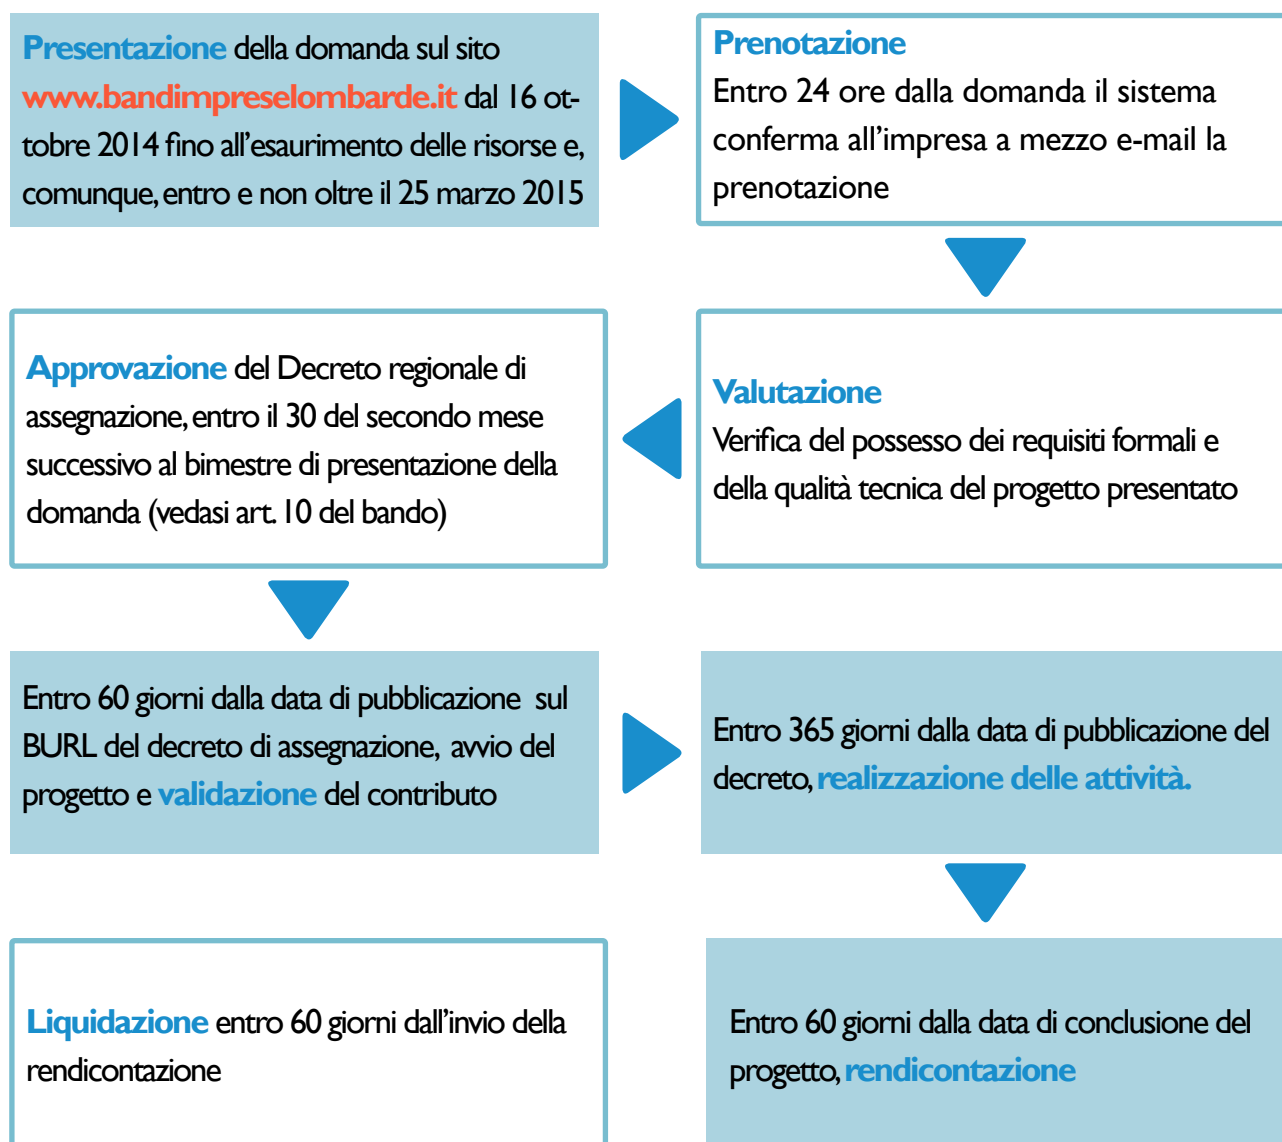 Presentazione della domanda sul sito
www.bandimpreselombarde.it dal 16 ot-
tobre 2014 fino all'esaurimento delle risorse e,
comunque, entro e non oltre il 25 marzo 2015
Prenotazione
Entro 24 ore dalla domanda il sistema
conferma all'impresa a mezzo e-mail la
prenotazione
Valutazione
Verifica del possesso dei requisiti formali e
della qualità tecnica del progetto presentato
Approvazione del Decreto regionale di
assegnazione, entro il 30 del secondo mese
successivo al bimestre di presentazione della
domanda (vedasi art. 10 del bando)
Entro 60 giorni dalla data di pubblicazione sul
BURL del decreto di assegnazione, avvio del
progetto e validazione del contributo
Entro 365 giorni dalla data di pubblicazione del
decreto, realizzazione delle attività.
Entro 60 giorni dalla data di conclusione del
progetto, rendicontazione
Liquidazione entro 60 giorni dall'invio della
rendicontazione